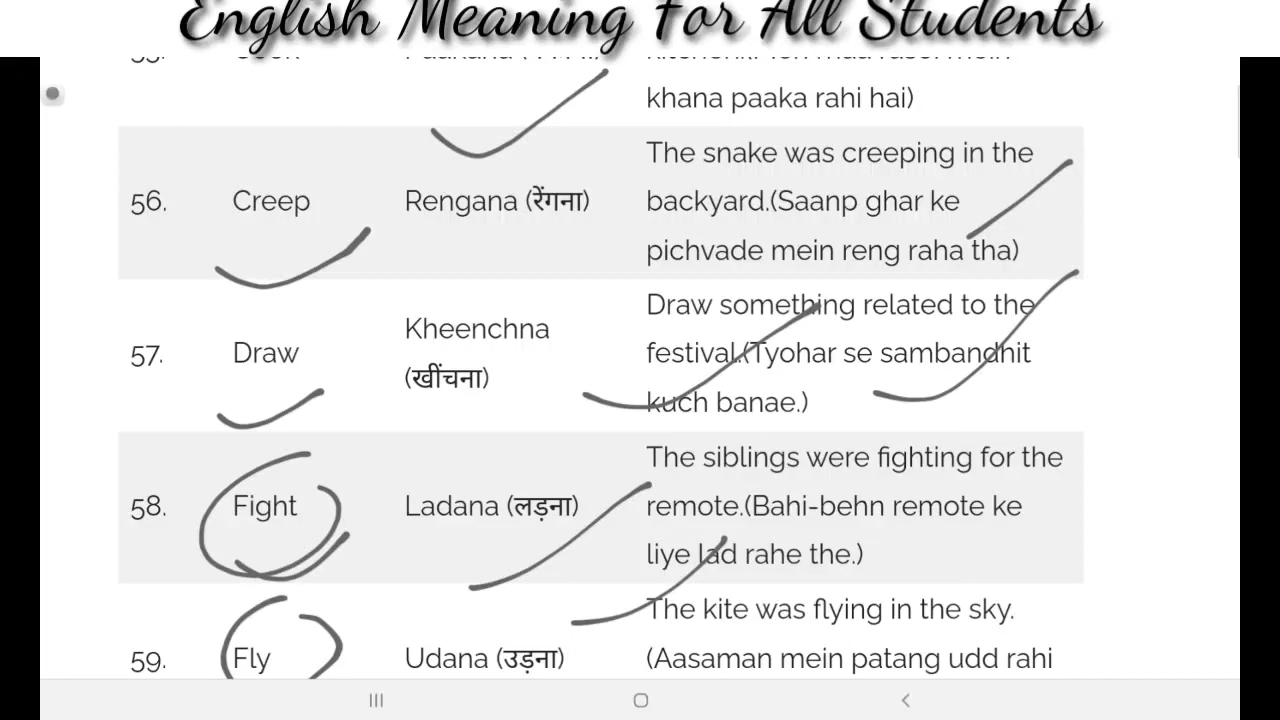 English Meaning For All Students
khana paaka rahi hai)
56. Creep Rengana (रेंगना) The snake was creeping in the
backyard.(Saanp ghar ke
pichvade mein reng raha tha)
57. Draw Kheenchna
(खींचना)
Draw something related to the
festival.(Tyohar se sambandhit
kuch banae.)
58. Fight Ladana (लड़ना) The siblings were fighting for the
remote.(Bahi-behn remote ke
liye lad rahe the.)
59. Fly Udana (उड़ना) The kite was flying in the sky.
(Aasaman mein patang udd rahi